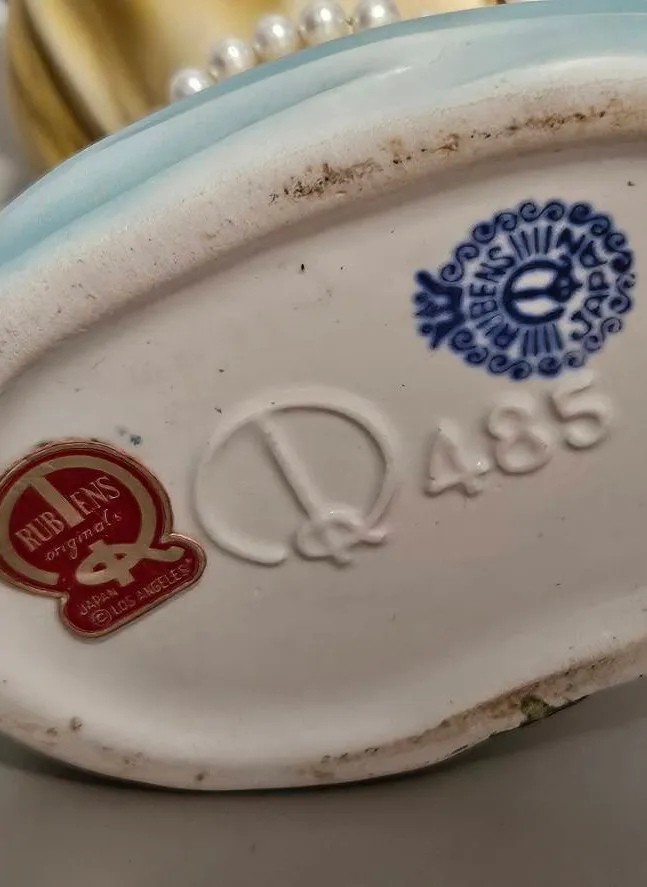 RUBENS
JAPAN
R 485
RUBENS
originals
R
JAPAN
© LOS ANGELES